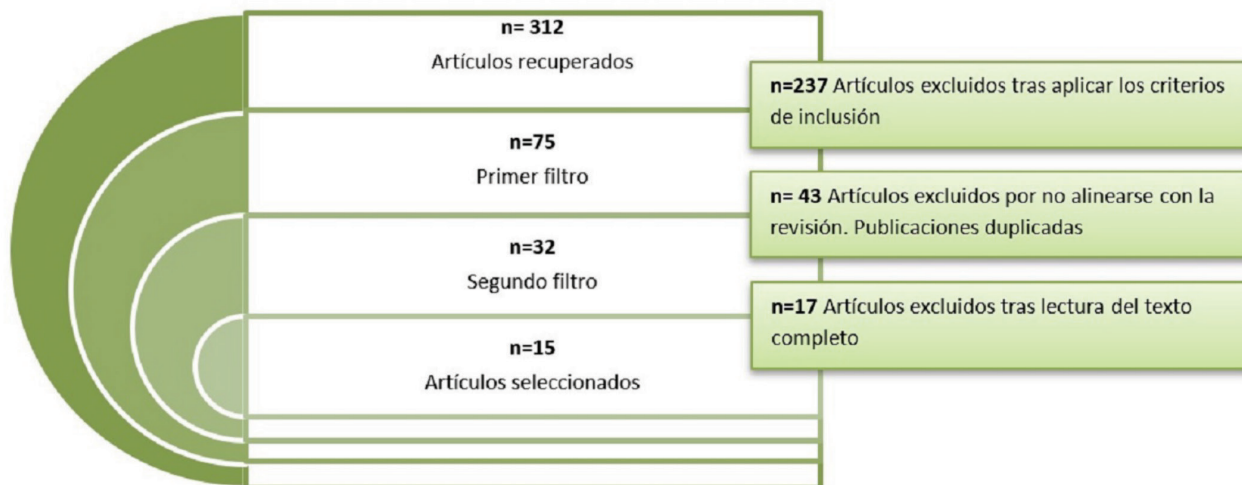 n= 312
Artículos recuperados
n=237 Artículos excluidos tras aplicar los criterios
de inclusión
n=75
Primer filtro
n= 43 Artículos excluidos por no alinearse con la
revisión. Publicaciones duplicadas
n=32
Segundo filtro
n=17 Artículos excluidos tras lectura del texto
completo
n=15
Artículos seleccionados